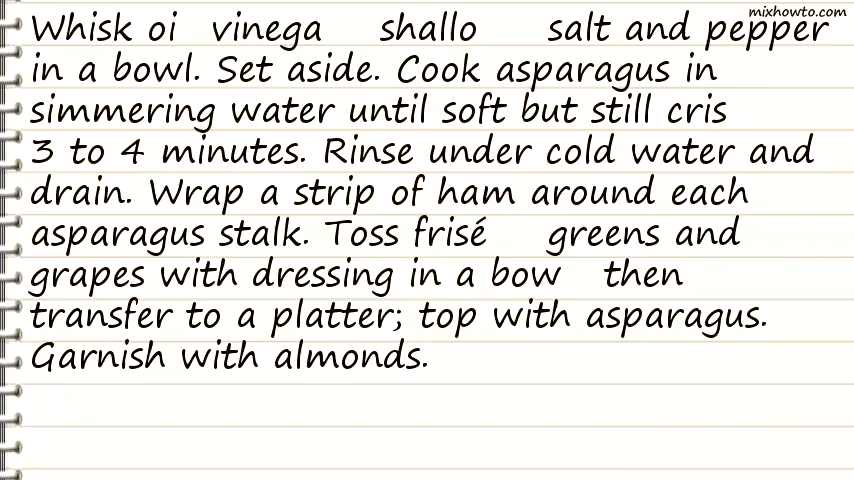 mixhowto.com
Whisk oi vinega shallo salt and pepper
in a bowl. Set aside. Cook asparagus in
simmering water until soft but still cris
3 to 4 minutes. Rinse under cold water and
drain. Wrap a strip of ham around each
asparagus stalk. Toss frisé greens and
grapes with dressing in a bow then
transfer to a platter; top with asparagus.
Garnish with almonds.